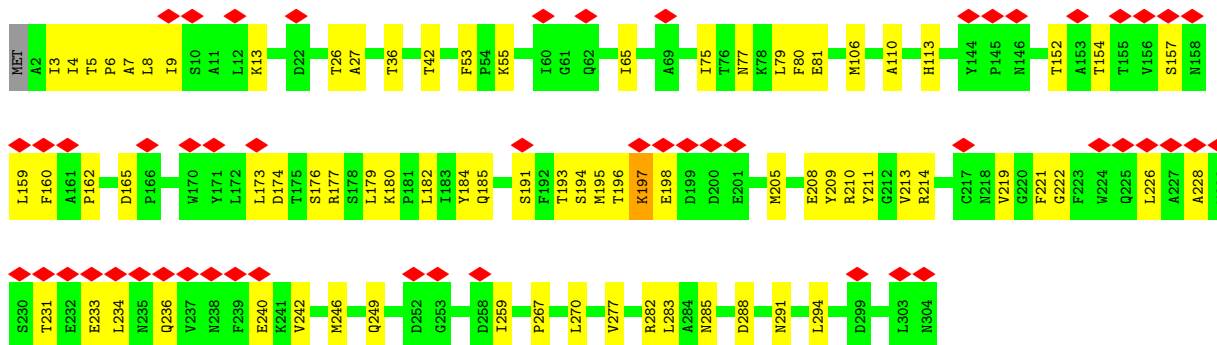 MET A2 I3 I4 T5 P6 A7 L8 I9 S10 A11 L12 K13 D22 T26 A27 T36 T42 F53 P54 K55 I60 G61 Q62 I65 A69 I75 T76 N77 K78 L79 F80 E81 M106 A110 H113 Y144 P145 N146 T152 A153 T154 T155 V156 S157 N158
L159 F160 A161 P162 D165 P166 W170 Y171 L172 L173 D174 T175 S176 R177 S178 L179 K180 P181 L182 I183 Y184 Q185 S191 F192 T193 S194 M195 T196 K197 E198 D199 D200 E201 M205 E208 Y209 R210 Y211 G212 V213 R214 C217 N218 V219 G220 F221 G222 F223 W224 Q225 L226 A227 A228
S230 T231 E232 E233 L234 N235 Q236 V237 N238 F239 E240 K241 V242 M246 Q249 D252 G253 D258 I259 P267 L270 V277 R282 L283 A284 N285 D288 N291 L294 D299 L303 N304